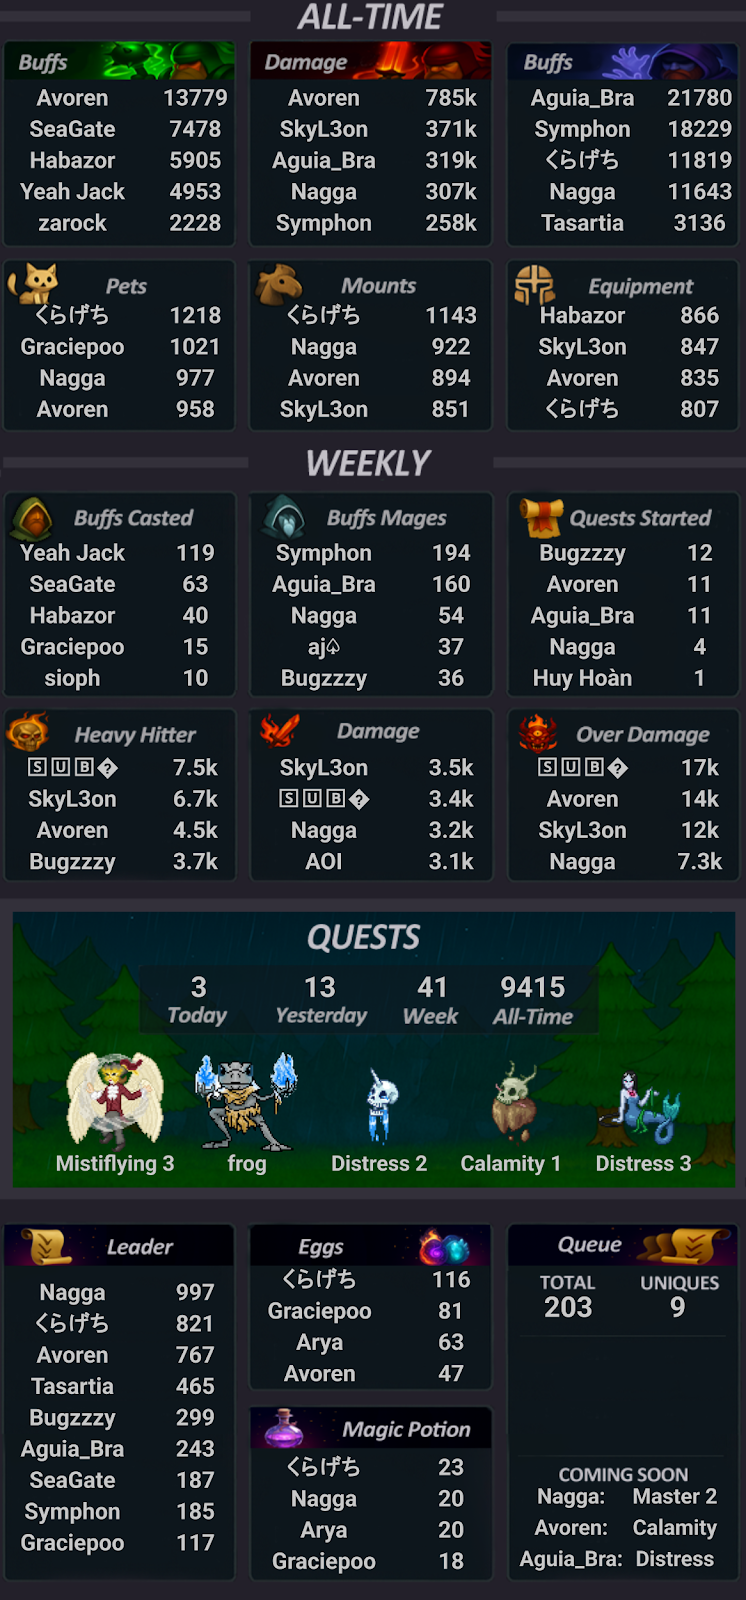 ALL-TIME
Buffs
Avoren 13779
SeaGate 7478
Habazor 5905
Yeah Jack 4953
zarock 2228
Damage
Avoren 785k
SkyL3on 371k
Aguia_Bra 319k
Nagga 307k
Symphon 258k
Buffs
Aguia_Bra 21780
Symphon 18229
くらげち 11819
Nagga 11643
Tasartia 3136
Pets
くらげち 1218
Graciepoo 1021
Nagga 977
Avoren 958
Mounts
くらげち 1143
Nagga 922
Avoren 894
SkyL3on 851
Equipment
Habazor 866
SkyL3on 847
Avoren 835
くらげち 807
WEEKLY
Buffs Casted
Yeah Jack 119
SeaGate 63
Habazor 40
Graciepoo 15
sioph 10
Buffs Mages
Symphon 194
Aguia_Bra 160
Nagga 54
aj♤ 37
Bugzzzy 36
Quests Started
Bugzzzy 12
Avoren 11
Aguia_Bra 11
Nagga 4
Huy Hoàn 1
Heavy Hitter
🅂🅄🄱� 7.5k
SkyL3on 6.7k
Avoren 4.5k
Bugzzzy 3.7k
Damage
SkyL3on 3.5k
🅂🅄🄱� 3.4k
Nagga 3.2k
AOI 3.1k
Over Damage
🅂🅄🄱� 17k
Avoren 14k
SkyL3on 12k
Nagga 7.3k
QUESTS
3 13 41 9415
Today Yesterday Week All-Time
Mistiflying 3 frog Distress 2 Calamity 1 Distress 3
Leader
Nagga 997
くらげち 821
Avoren 767
Tasartia 465
Bugzzzy 299
Aguia_Bra 243
SeaGate 187
Symphon 185
Graciepoo 117
Eggs
くらげち 116
Graciepoo 81
Arya 63
Avoren 47
Magic Potion
くらげち 23
Nagga 20
Arya 20
Graciepoo 18
Queue
TOTAL UNIQUES
203 9
COMING SOON
Nagga: Master 2
Avoren: Calamity
Aguia_Bra: Distress